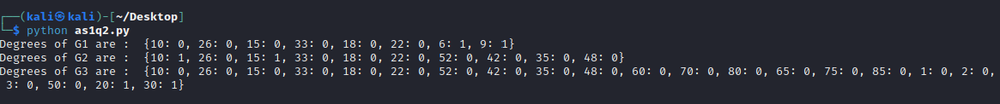 ┌──(kali㉿kali)-[~/Desktop]
└─$ python as1q2.py
Degrees of G1 are :  {10: 0, 26: 0, 15: 0, 33: 0, 18: 0, 22: 0, 6: 1, 9: 1}
Degrees of G2 are :  {10: 1, 26: 0, 15: 1, 33: 0, 18: 0, 22: 0, 52: 0, 42: 0, 35: 0, 48: 0}
Degrees of G3 are :  {10: 0, 26: 0, 15: 0, 33: 0, 18: 0, 22: 0, 52: 0, 42: 0, 35: 0, 48: 0, 60: 0, 70: 0, 80: 0, 65: 0, 75: 0, 85: 0, 1: 0, 2: 0,
 3: 0, 50: 0, 20: 1, 30: 1}